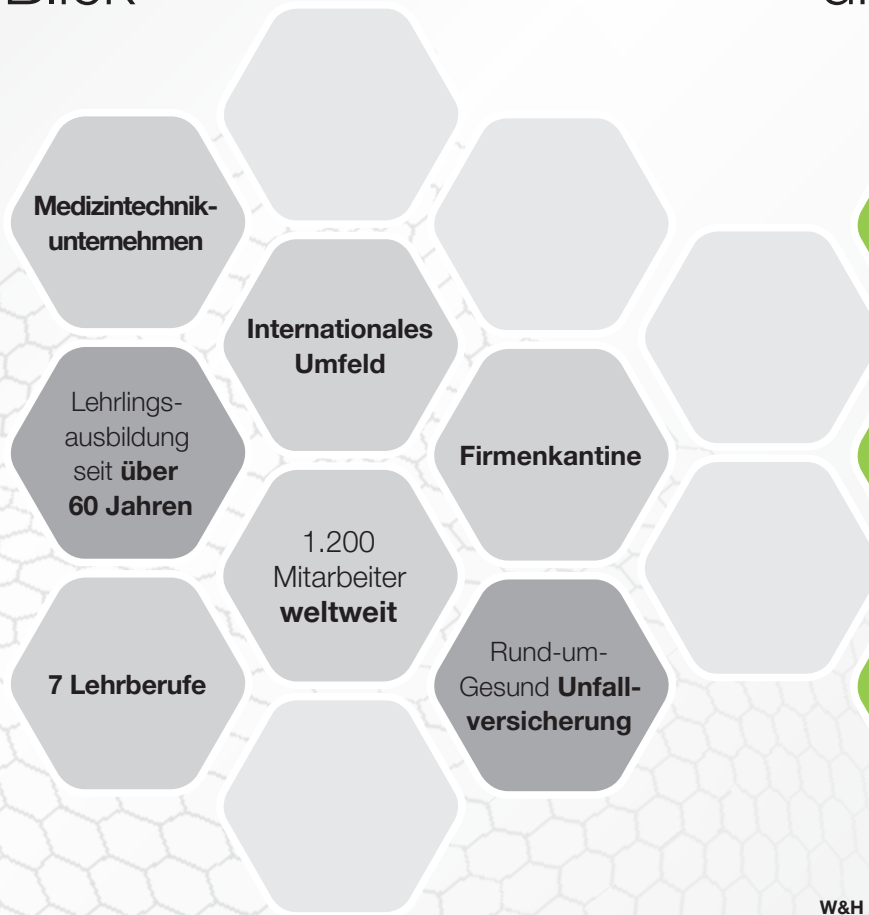 Medizintechnik-
unternehmen
Internationales
Umfeld
Lehrlings-
ausbildung
seit über
60 Jahren
Firmenkantine
1.200
Mitarbeiter
weltweit
7 Lehrberufe
Rund-um-
Gesund Unfall-
versicherung
W&H